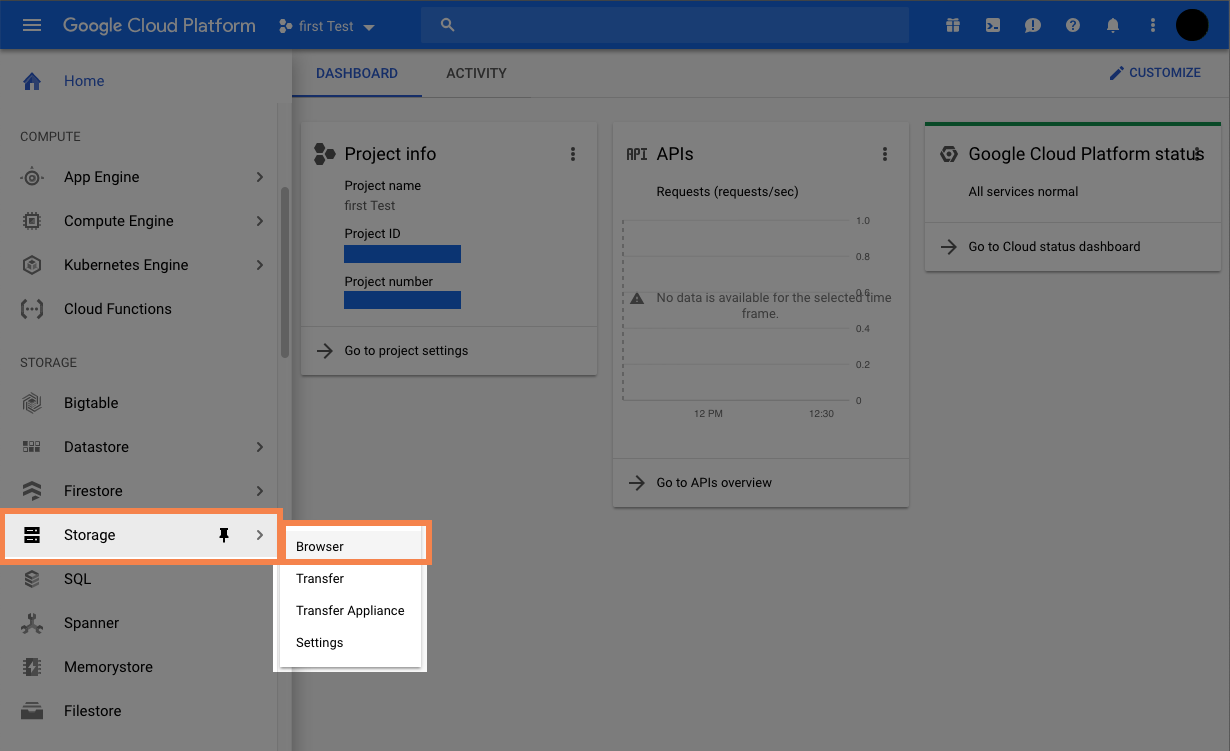 Google Cloud Platform
first Test
Home
COMPUTE
App Engine
Compute Engine
Kubernetes Engine
Cloud Functions
STORAGE
Bigtable
Datastore
Firestore
Storage
SQL
Spanner
Memorystore
Filestore
Browser
Transfer
Transfer Appliance
Settings
DASHBOARD
ACTIVITY
CUSTOMIZE
Project info
Project name
first Test
Project ID
Project number
Go to project settings
API APIs
Requests (requests/sec)
1.0
0.8
0.6
0.4
0.2
0
No data is available for the selected time
frame.
12 PM
12:30
Go to APIs overview
Google Cloud Platform status
All services normal
Go to Cloud status dashboard